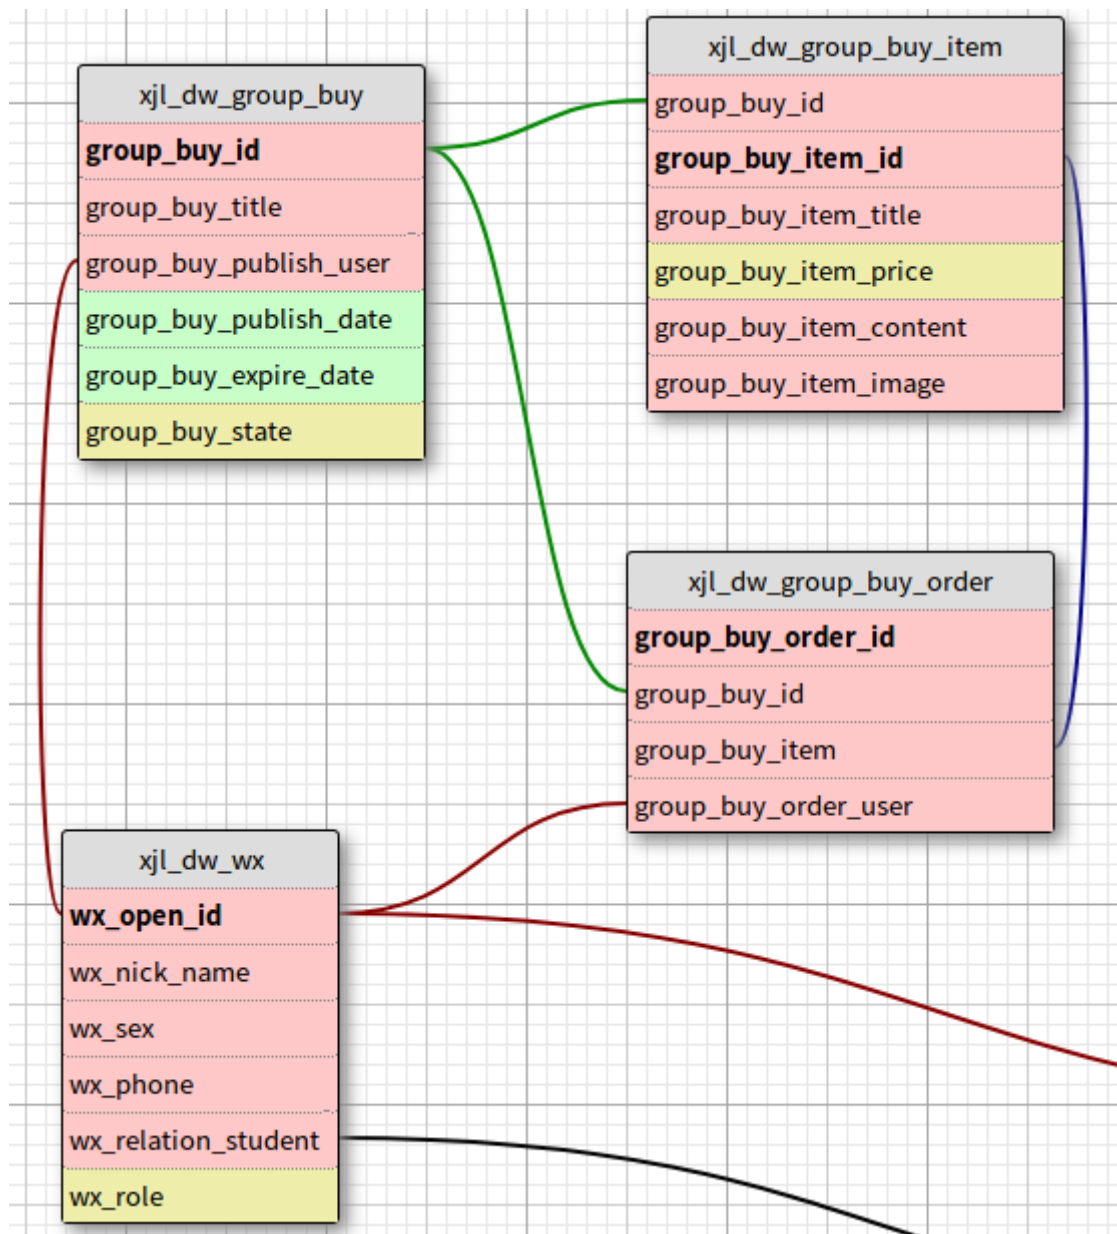 xjl_dw_group_buy
group_buy_id
group_buy_title
group_buy_publish_user
group_buy_publish_date
group_buy_expire_date
group_buy_state
xjl_dw_group_buy_item
group_buy_id
group_buy_item_id
group_buy_item_title
group_buy_item_price
group_buy_item_content
group_buy_item_image
xjl_dw_group_buy_order
group_buy_order_id
group_buy_id
group_buy_item
group_buy_order_user
xjl_dw_wx
wx_open_id
wx_nick_name
wx_sex
wx_phone
wx_relation_student
wx_role